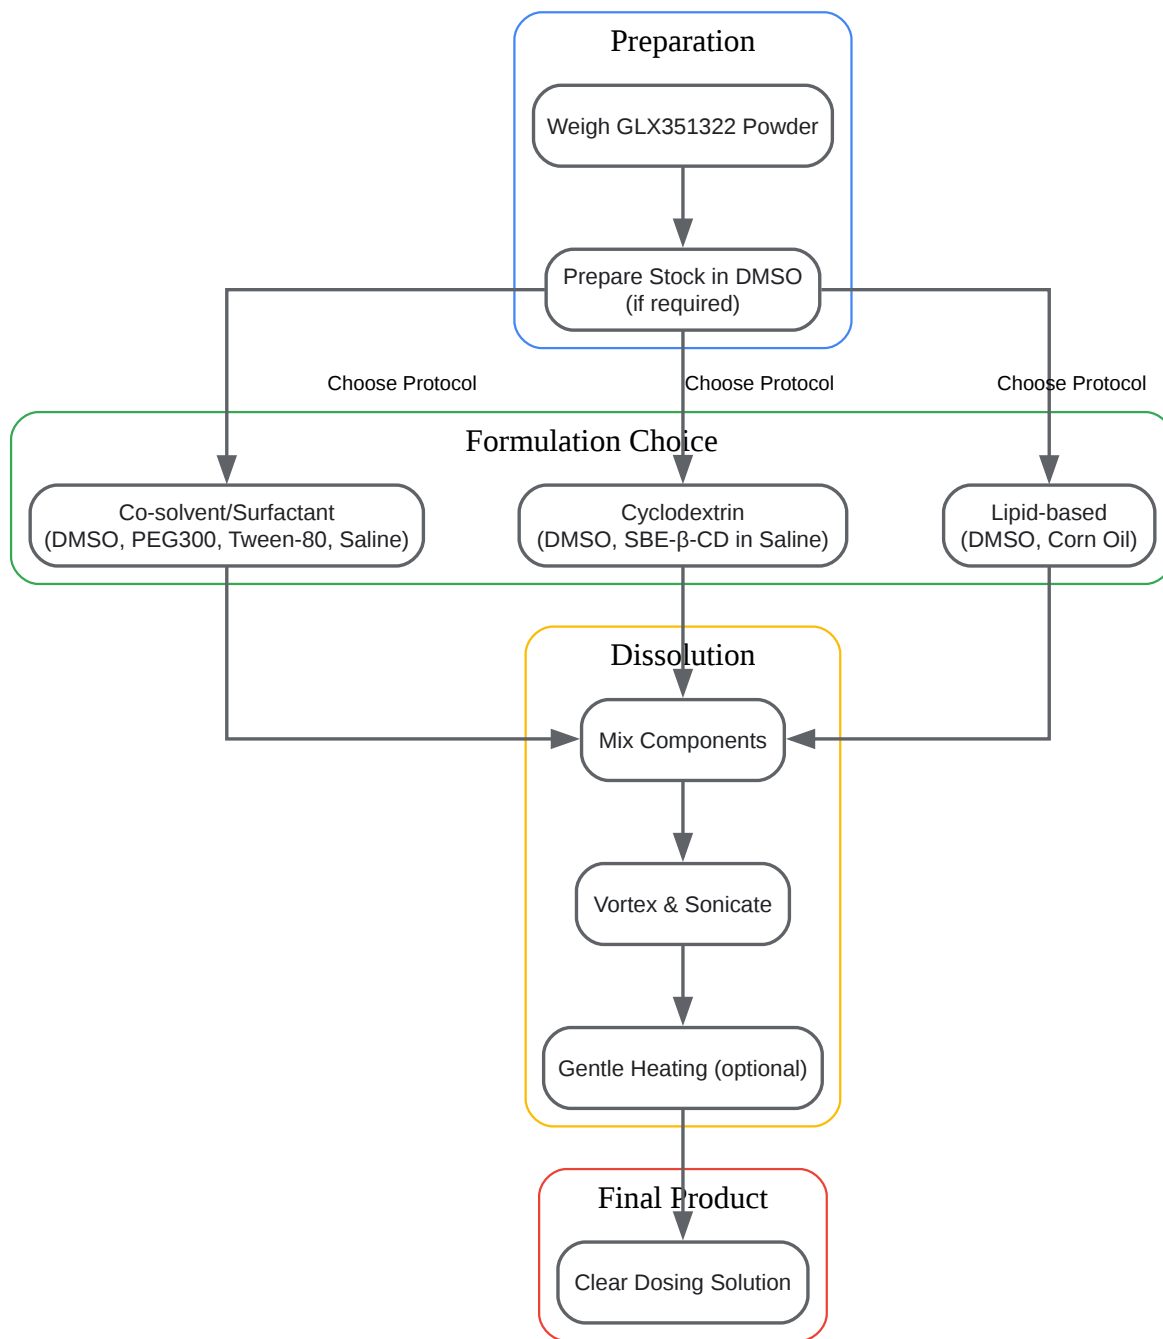 Preparation
Weigh GLX351322 Powder
Prepare Stock in DMSO
(if required)
Choose Protocol
Choose Protocol
Choose Protocol
Formulation Choice
Co-solvent/Surfactant
(DMSO, PEG300, Tween-80, Saline)
Cyclodextrin
(DMSO, SBE-β-CD in Saline)
Lipid-based
(DMSO, Corn Oil)
Dissolution
Mix Components
Vortex & Sonicate
Gentle Heating (optional)
Final Product
Clear Dosing Solution